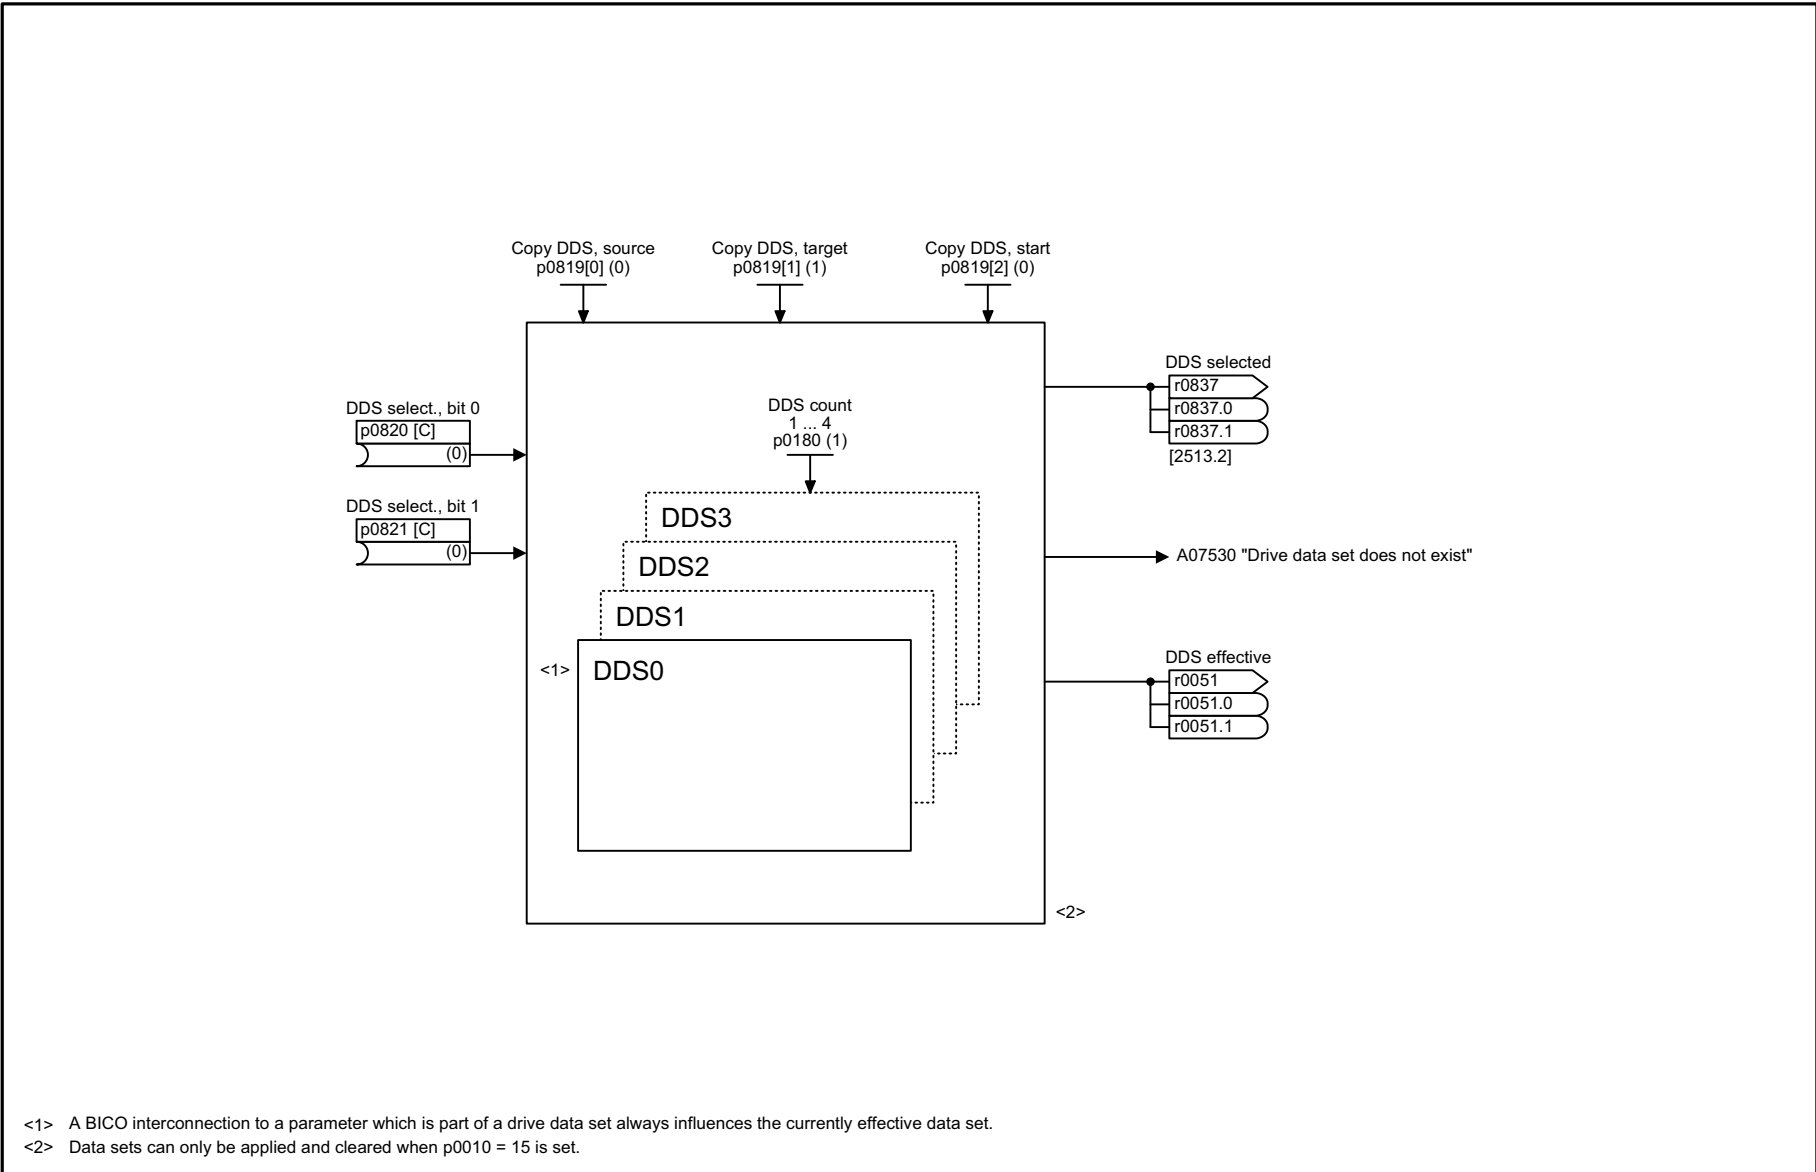 Copy DDS, source
p0819[0] (0)
Copy DDS, target
p0819[1] (1)
Copy DDS, start
p0819[2] (0)
DDS select., bit 0
p0820 [C]
(0)
DDS select., bit 1
p0821 [C]
(0)
DDS count
1 ... 4
p0180 (1)
DDS3
DDS2
DDS1
<1>
DDS0
DDS selected
r0837
r0837.0
r0837.1
[2513.2]
A07530 "Drive data set does not exist"
DDS effective
r0051
r0051.0
r0051.1
<2>
<1> A BICO interconnection to a parameter which is part of a drive data set always influences the currently effective data set.
<2> Data sets can only be applied and cleared when p0010 = 15 is set.